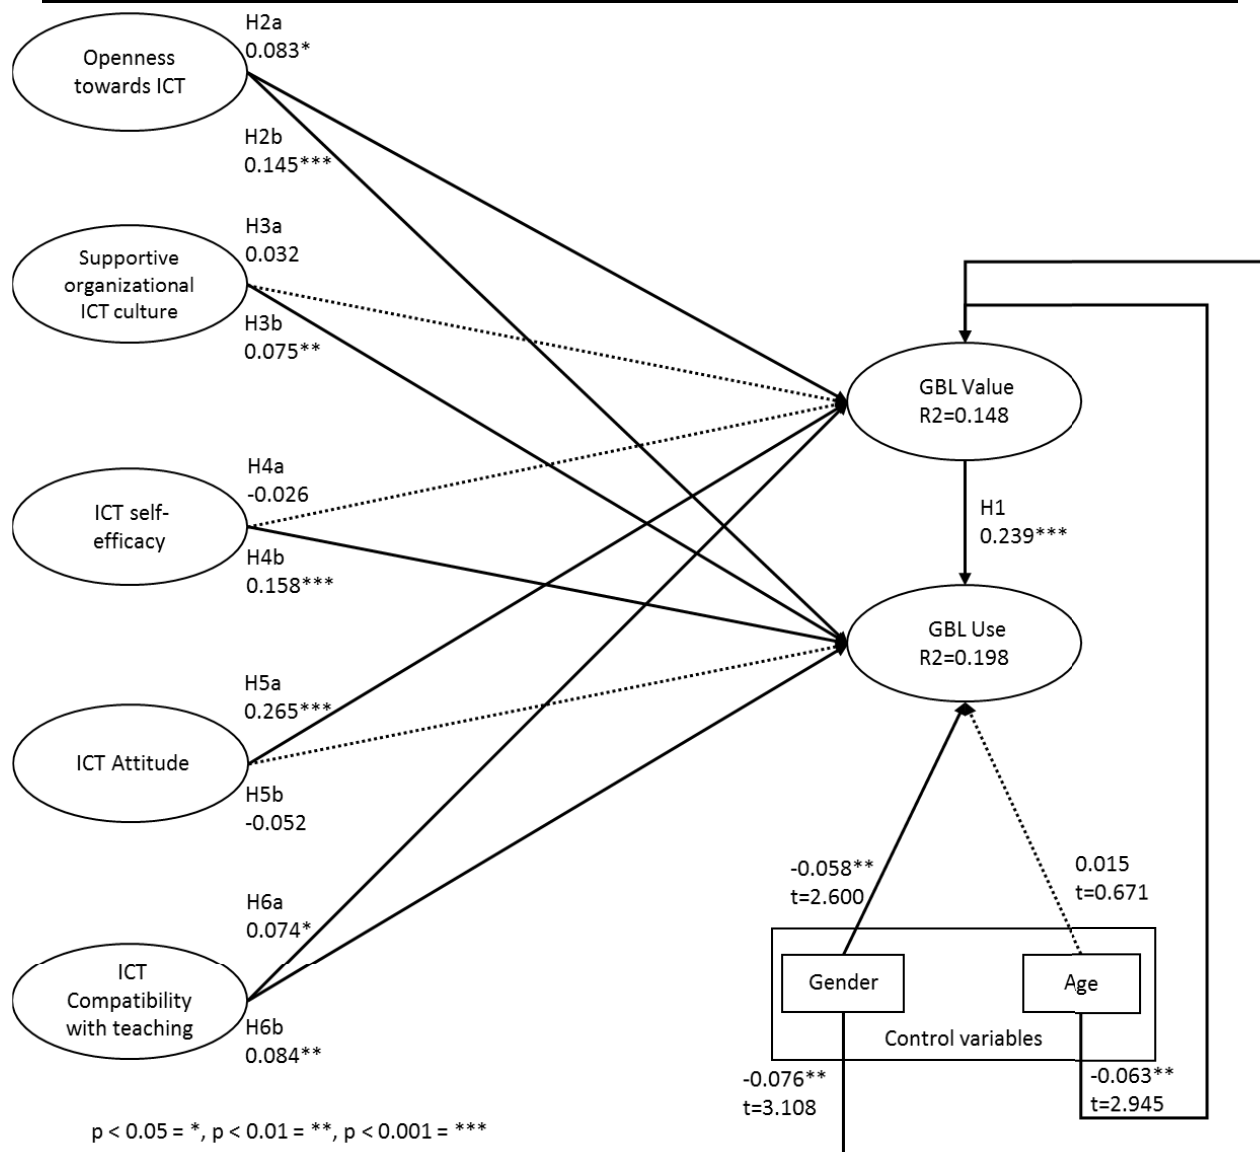 H2a
0.083*
Openness
towards ICT
H2b
0.145***
H3a
0.032
Supportive
organizational
ICT culture
H3b
0.075**
GBL Value
R2=0.148
H4a
-0.026
ICT self-
efficacy
H4b
0.158***
H1
0.239***
GBL Use
R2=0.198
H5a
0.265***
ICT Attitude
H5b
-0.052
-0.058**
t=2.600
0.015
t=0.671
H6a
0.074*
ICT
Compatibility
with teaching
H6b
0.084**
Gender
Age
Control variables
-0.076**
t=3.108
-0.063**
t=2.945
p < 0.05 = *, p < 0.01 = **, p < 0.001 = ***